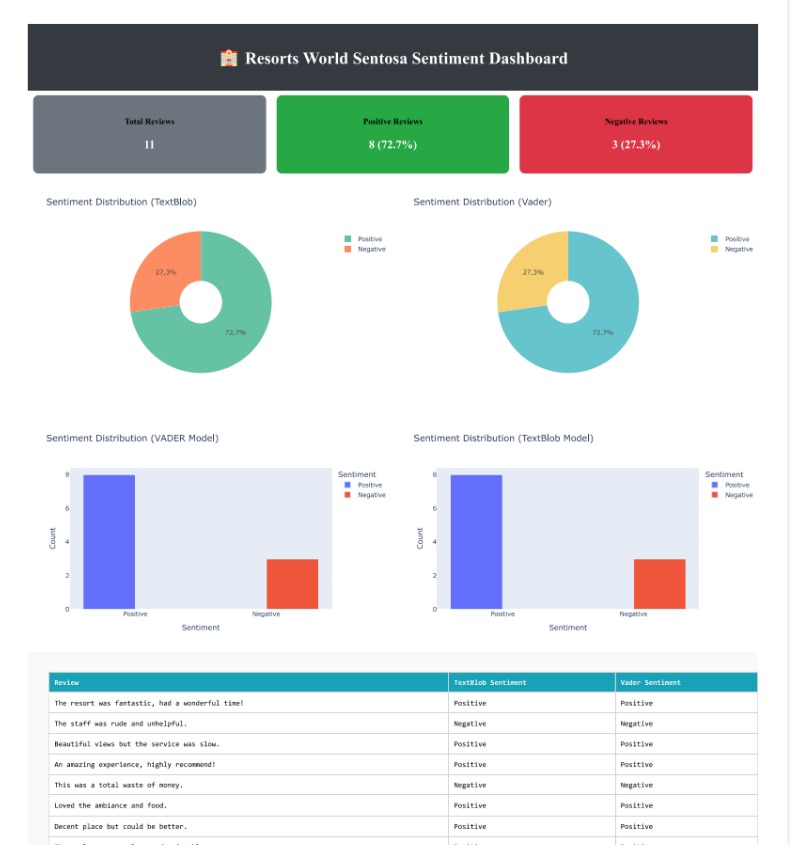 Resorts World Sentosa Sentiment Dashboard
Total Reviews
11
Positive Reviews
8 (72.7%)
Negative Reviews
3 (27.3%)
Sentiment Distribution (TextBlob)
Positive
Negative
27.3%
72.7%
Sentiment Distribution (Vader)
Positive
Negative
27.3%
72.7%
Sentiment Distribution (VADER Model)
Sentiment
Positive
Negative
8
6
4
2
0
Count
Positive Negative
Sentiment
Sentiment Distribution (TextBlob Model)
Sentiment
Positive
Negative
8
6
4
2
0
Count
Positive Negative
Sentiment
Review TextBlob Sentiment Vader Sentiment
The resort was fantastic, had a wonderful time! Positive Positive
The staff was rude and unhelpful. Negative Negative
Beautiful views but the service was slow. Positive Positive
An amazing experience, highly recommend! Positive Positive
This was a total waste of money. Negative Negative
Loved the ambiance and food. Positive Positive
Decent place but could be better. Positive Positive